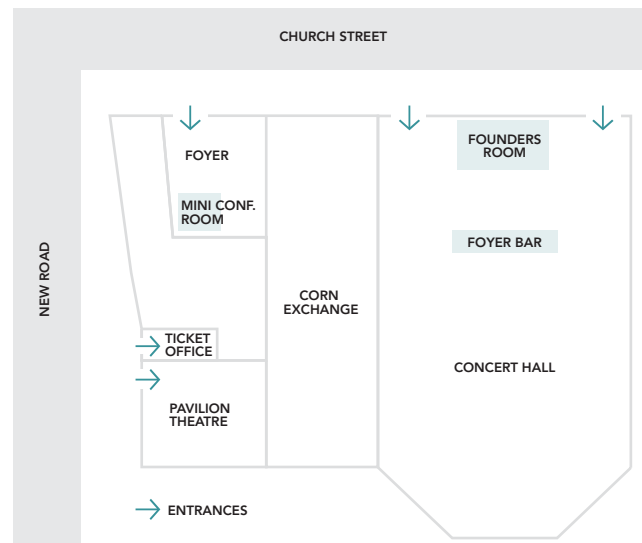 CHURCH STREET
NEW ROAD
FOYER
MINI CONF.
ROOM
FOUNDERS
ROOM
FOYER BAR
CORN
EXCHANGE
TICKET
OFFICE
CONCERT HALL
PAVILION
THEATRE
ENTRANCES